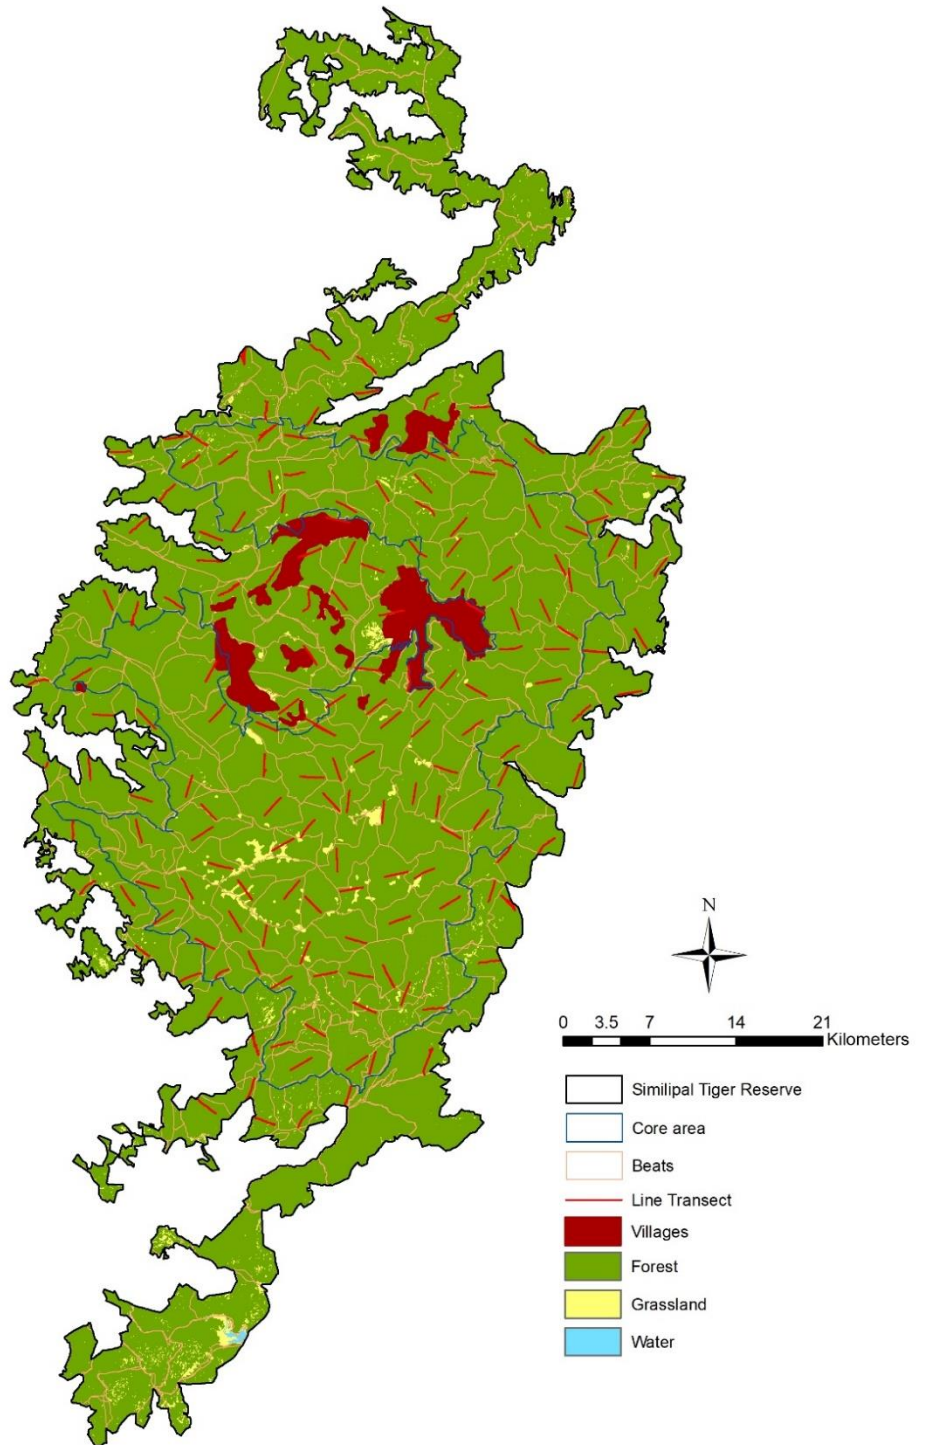 N
0 3.5 7 14 21
Kilometers
Similipal Tiger Reserve
Core area
Beats
Line Transect
Villages
Forest
Grassland
Water